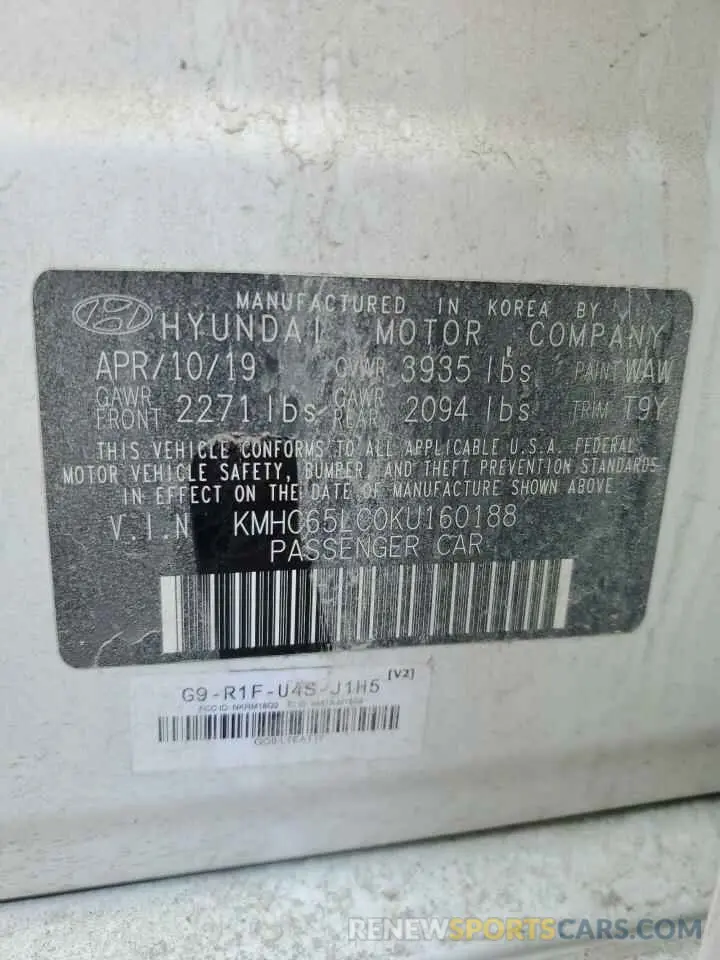 MANUFACTURED IN KOREA BY
HYUNDAI MOTOR COMPANY
APR/10/19 GVWR 3935 lbs PAINT WAW
GAWR FRONT 2271 lbs GAWR REAR 2094 lbs TRIM T9Y
THIS VEHICLE CONFORMS TO ALL APPLICABLE U.S.A. FEDERAL
MOTOR VEHICLE SAFETY, BUMPER, AND THEFT PREVENTION STANDARDS
IN EFFECT ON THE DATE OF MANUFACTURE SHOWN ABOVE.
V.I.N KMHC65LC0KU160188
PASSENGER CAR
G9-R1F-U4S-J1H5 [V2]
FCC ID:
RENEWSPORTSCARS.COM